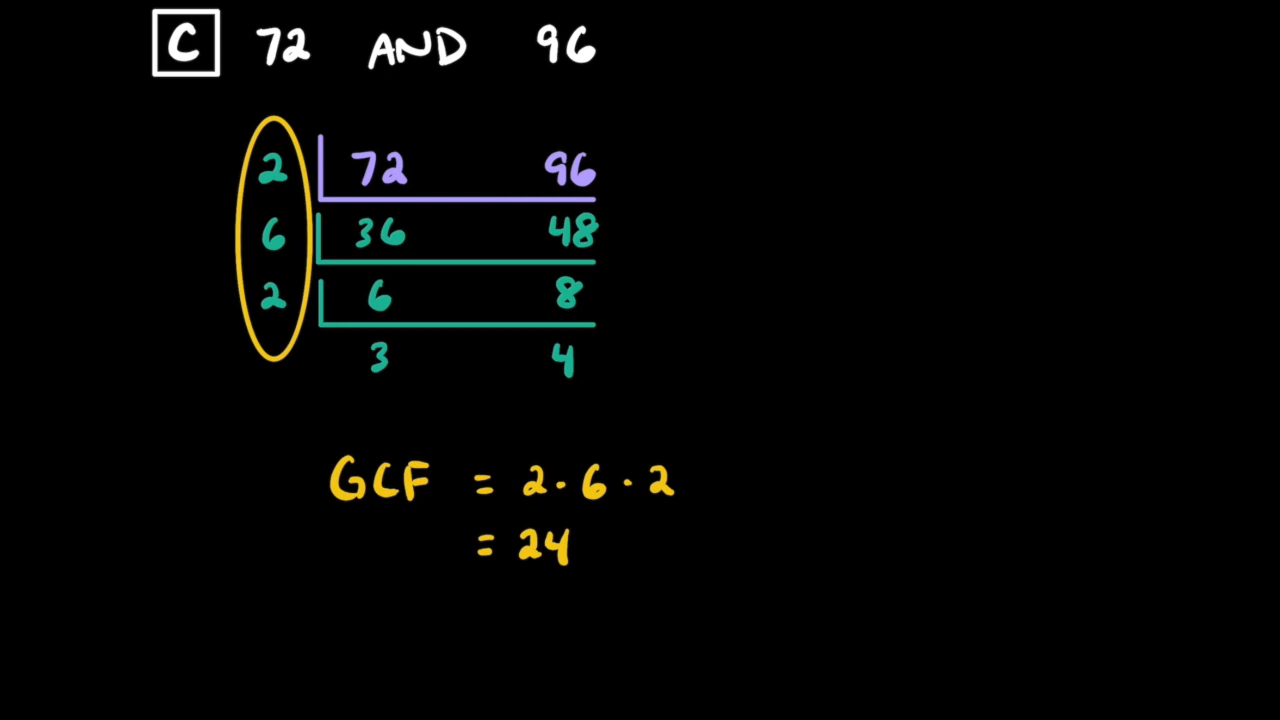 C 72 AND 96
2 72 96
6 36 48
2 6 8
3 4
GCF = 2 · 6 · 2
= 24